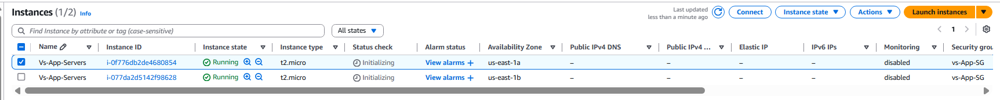 Instances (1/2) Info
Last updated
less than a minute ago
Connect Instance state Actions Launch instances
Find Instance by attribute or tag (case-sensitive) All states 1
Name Instance ID Instance state Instance type Status check Alarm status Availability Zone Public IPv4 DNS Public IPv4 ... Elastic IP IPv6 IPs Monitoring Security grou
Vs-App-Servers i-0f776db2de4680854 Running t2.micro Initializing View alarms + us-east-1a – – – – disabled vs-App-SG
Vs-App-Servers i-077da2d5142f98628 Running t2.micro Initializing View alarms + us-east-1b – – – – disabled vs-App-SG